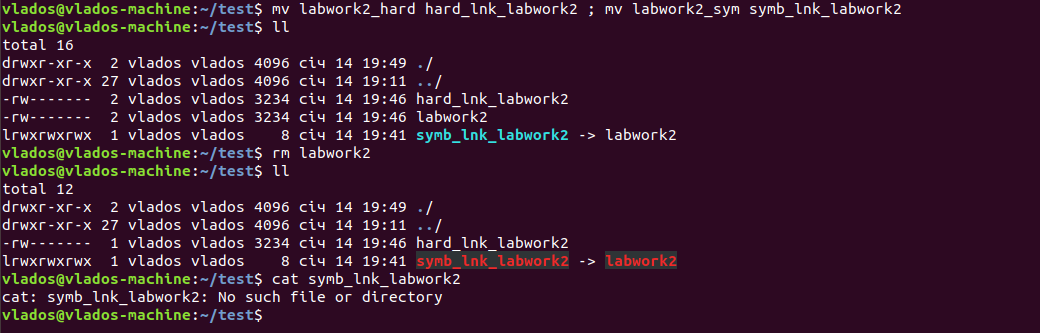 vlados@vlados-machine:~/test$ mv labwork2_hard hard_lnk_labwork2 ; mv labwork2_sym symb_lnk_labwork2
vlados@vlados-machine:~/test$ ll
total 16
drwxr-xr-x  2 vlados vlados 4096 січ 14 19:49 ./
drwxr-xr-x 27 vlados vlados 4096 січ 14 19:11 ../
-rw-------  2 vlados vlados 3234 січ 14 19:46 hard_lnk_labwork2
-rw-------  2 vlados vlados 3234 січ 14 19:46 labwork2
lrwxrwxrwx  1 vlados vlados    8 січ 14 19:41 symb_lnk_labwork2 -> labwork2
vlados@vlados-machine:~/test$ rm labwork2
vlados@vlados-machine:~/test$ ll
total 12
drwxr-xr-x  2 vlados vlados 4096 січ 14 19:49 ./
drwxr-xr-x 27 vlados vlados 4096 січ 14 19:11 ../
-rw-------  1 vlados vlados 3234 січ 14 19:46 hard_lnk_labwork2
lrwxrwxrwx  1 vlados vlados    8 січ 14 19:41 symb_lnk_labwork2 -> labwork2
vlados@vlados-machine:~/test$ cat symb_lnk_labwork2
cat: symb_lnk_labwork2: No such file or directory
vlados@vlados-machine:~/test$